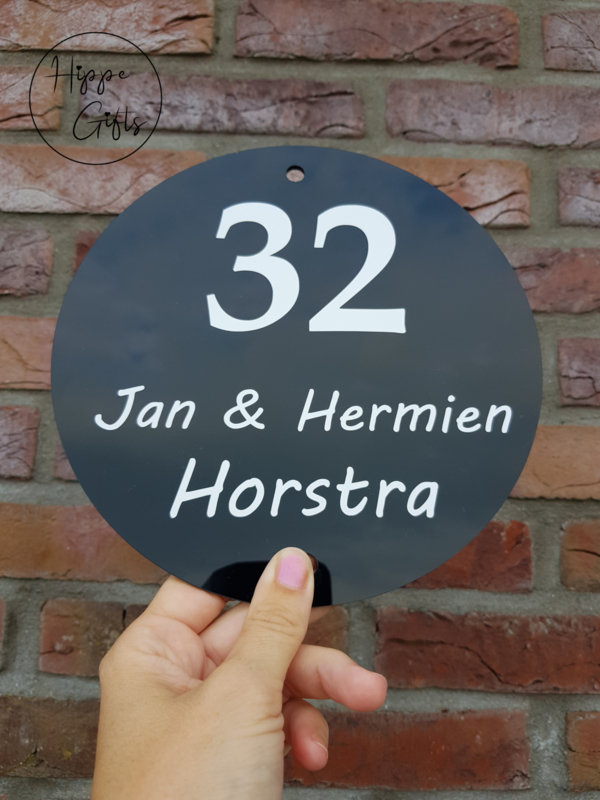 Hippe
Gifts
32
Jan & Hermien
Horstra